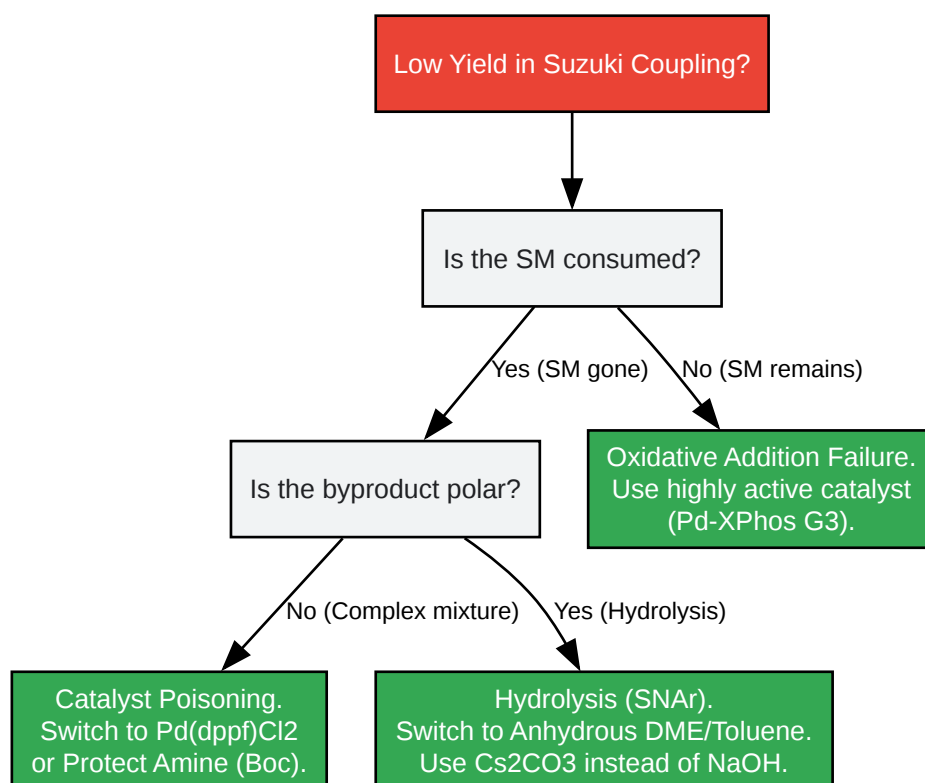 Low Yield in Suzuki Coupling?
Is the SM consumed?
Yes (SM gone)
No (SM remains)
Is the byproduct polar?
Oxidative Addition Failure.
Use highly active catalyst
(Pd-XPhos G3).
No (Complex mixture)
Yes (Hydrolysis)
Catalyst Poisoning.
Switch to Pd(dppf)Cl2
or Protect Amine (Boc).
Hydrolysis (SNAr).
Switch to Anhydrous DME/Toluene.
Use Cs2CO3 instead of NaOH.